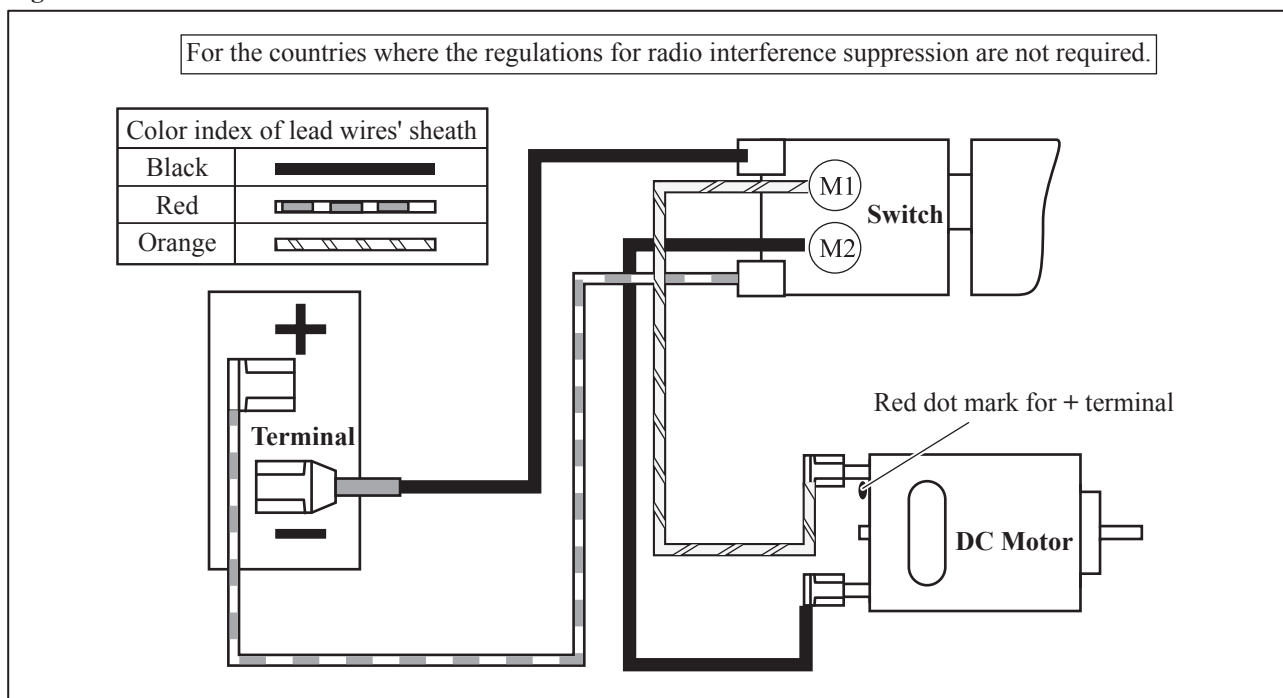 For the countries where the regulations for radio interference suppression are not required.
Color index of lead wires' sheath
Black
Red
Orange
M1
Switch
M2
+
Terminal
−
Red dot mark for + terminal
DC Motor